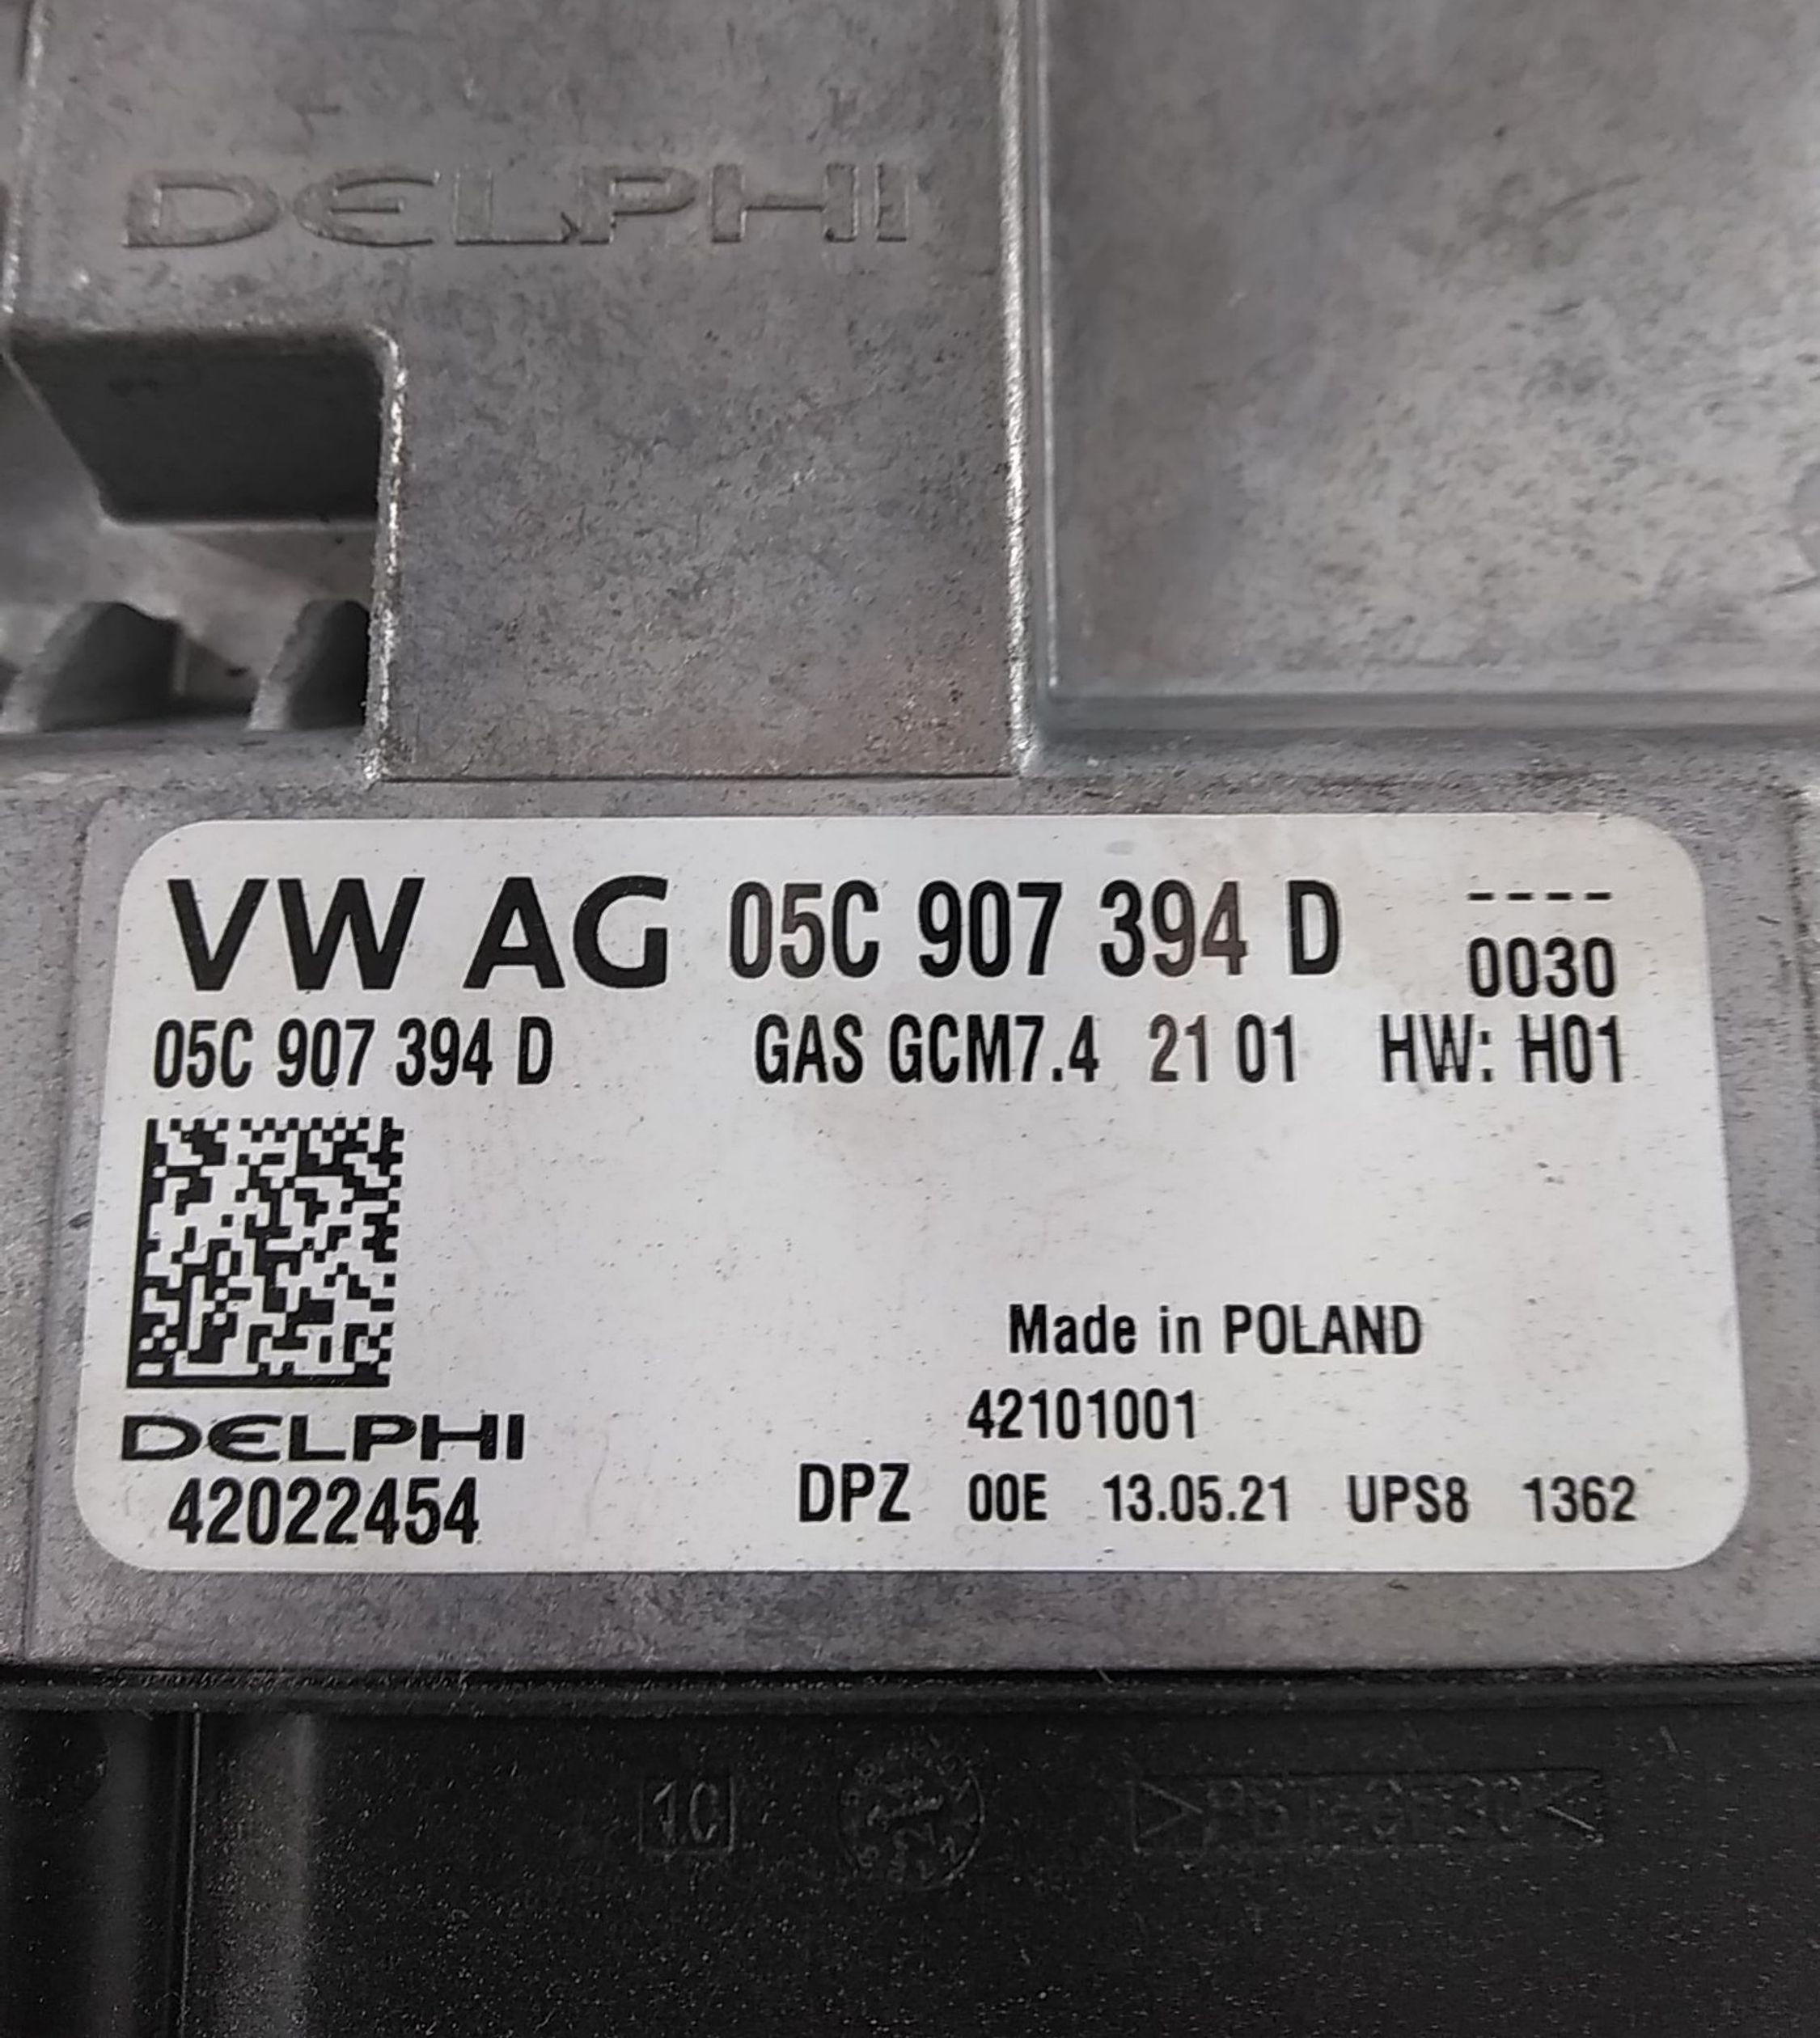 DELPHI
VW AG 05C 907 394 D ----
0030
05C 907 394 D GAS GCM7.4 21 01 HW: H01
Made in POLAND
42101001
DELPHI
42022454 DPZ 00E 13.05.21 UPS8 1362